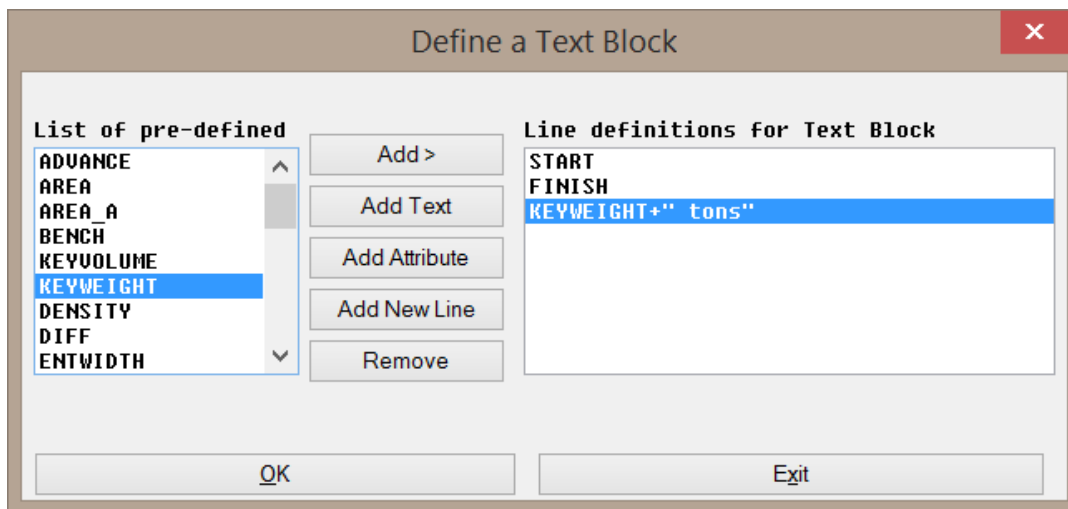 Define a Text Block
List of pre-defined
ADVANCE
AREA
AREA_A
BENCH
KEYVOLUME
KEYWEIGHT
DENSITY
DIFF
ENTWIDTH
Add >
Add Text
Add Attribute
Add New Line
Remove
Line definitions for Text Block
START
FINISH
KEYWEIGHT+" tons"
OK
Exit